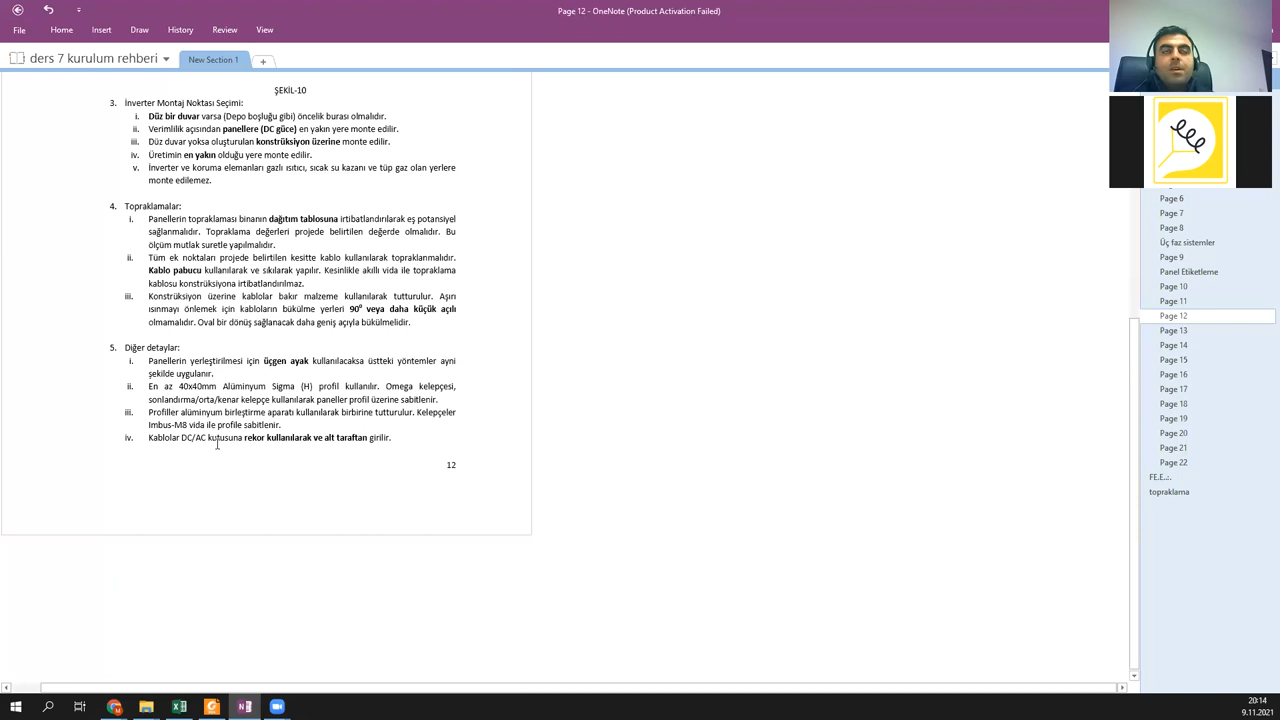 Page 12 - OneNote (Product Activation Failed)
File Home Insert Draw History Review View
ders 7 kurulum rehberi
New Section 1
+
ŞEKİL-10
3. İnverter Montaj Noktası Seçimi:
i. Düz bir duvar varsa (Depo boşluğu gibi) öncelik burası olmalıdır.
ii. Verimlilik açısından panellere (DC güce) en yakın yere monte edilir.
iii. Düz duvar yoksa oluşturulan konstrüksiyon üzerine monte edilir.
iv. Üretimin en yakın olduğu yere monte edilir.
v. İnverter ve koruma elemanları gazlı ısıtıcı, sıcak su kazanı ve tüp gaz olan yerlere
monte edilemez.
4. Topraklamalar:
i. Panellerin topraklaması binanın dağıtım tablosuna irtibatlandırılarak eş potansiyel
sağlanmalıdır. Topraklama değerleri projede belirtilen değerde olmalıdır. Bu
ölçüm mutlak suretle yapılmalıdır.
ii. Tüm ek noktaları projede belirtilen kesitte kablo kullanılarak topraklanmalıdır.
Kablo pabucu kullanılarak ve sıkılarak yapılır. Kesinlikle akıllı vida ile topraklama
kablosu konstrüksiyona irtibatlandırılmaz.
iii. Konstrüksiyon üzerine kablolar bakır malzeme kullanılarak tutturulur. Aşırı
ısınmayı önlemek için kabloların bükülme yerleri 90⁰ veya daha küçük açılı
olmamalıdır. Oval bir dönüş sağlanacak daha geniş açıyla bükülmelidir.
5. Diğer detaylar:
i. Panellerin yerleştirilmesi için üçgen ayak kullanılacaksa üstteki yöntemler ayni
şekilde uygulanır.
ii. En az 40x40mm Alüminyum Sigma (H) profil kullanılır. Omega kelepçesi,
sonlandırma/orta/kenar kelepçe kullanılarak paneller profil üzerine sabitlenir.
iii. Profiller alüminyum birleştirme aparatı kullanılarak birbirine tutturulur. Kelepçeler
Imbus-M8 vida ile profile sabitlenir.
iv. Kablolar DC/AC kutusuna rekor kullanılarak ve alt taraftan girilir.
12
Page 6
Page 7
Page 8
Üç faz sistemler
Page 9
Panel Etiketleme
Page 10
Page 11
Page 12
Page 13
Page 14
Page 15
Page 16
Page 17
Page 18
Page 19
Page 20
Page 21
Page 22
FE.E..:.
topraklama
20:14
9.11.2021